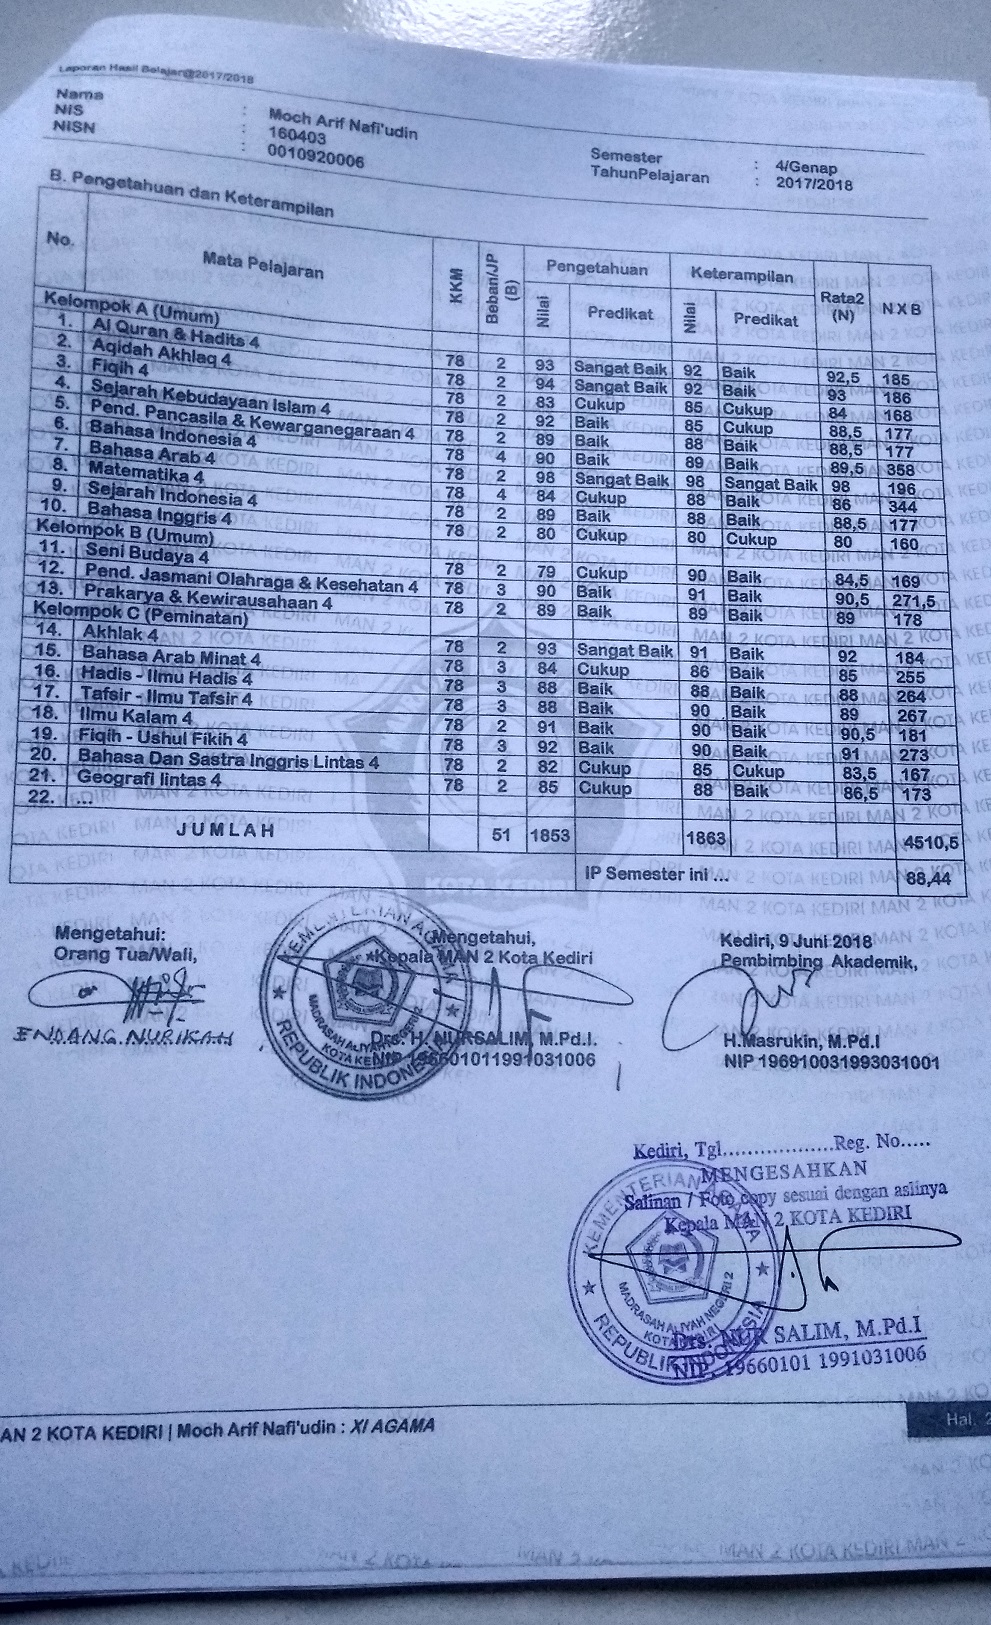 Laporan Hasil Belajar@2017/2018
Nama : Moch Arif Nafi'udin
NIS : 160403
NISN : 0010920006
Semester : 4/Genap
TahunPelajaran : 2017/2018
B. Pengetahuan dan Keterampilan
No. Mata Pelajaran KKM Beban/JP (B) Pengetahuan Keterampilan Rata2 (N) N X B
Nilai Predikat Nilai Predikat
Kelompok A (Umum)
1. Al Quran & Hadits 4 78 2 93 Sangat Baik 92 Baik 92,5 185
2. Aqidah Akhlaq 4 78 2 94 Sangat Baik 92 Baik 93 186
3. Fiqih 4 78 2 83 Cukup 85 Cukup 84 168
4. Sejarah Kebudayaan Islam 4 78 2 92 Baik 85 Cukup 88,5 177
5. Pend. Pancasila & Kewarganegaraan 4 78 2 89 Baik 88 Baik 88,5 177
6. Bahasa Indonesia 4 78 4 90 Baik 89 Baik 89,5 358
7. Bahasa Arab 4 78 2 98 Sangat Baik 98 Sangat Baik 98 196
8. Matematika 4 78 4 84 Cukup 88 Baik 86 344
9. Sejarah Indonesia 4 78 2 89 Baik 88 Baik 88,5 177
10. Bahasa Inggris 4 78 2 80 Cukup 80 Cukup 80 160
Kelompok B (Umum)
11. Seni Budaya 4 78 2 79 Cukup 90 Baik 84,5 169
12. Pend. Jasmani Olahraga & Kesehatan 4 78 3 90 Baik 91 Baik 90,5 271,5
13. Prakarya & Kewirausahaan 4 78 2 89 Baik 89 Baik 89 178
Kelompok C (Peminatan)
14. Akhlak 4 78 2 93 Sangat Baik 91 Baik 92 184
15. Bahasa Arab Minat 4 78 3 84 Cukup 86 Baik 85 255
16. Hadis - Ilmu Hadis 4 78 3 88 Baik 88 Baik 88 264
17. Tafsir - Ilmu Tafsir 4 78 3 88 Baik 90 Baik 89 267
18. Ilmu Kalam 4 78 2 91 Baik 90 Baik 90,5 181
19. Fiqih - Ushul Fikih 4 78 3 92 Baik 90 Baik 91 273
20. Bahasa Dan Sastra Inggris Lintas 4 78 2 82 Cukup 85 Cukup 83,5 167
21. Geografi lintas 4 78 2 85 Cukup 88 Baik 86,5 173
22. ...
J U M L A H 51 1853 1863 4510,5
IP Semester ini ... 88,44
Mengetahui:
Orang Tua/Wali,
ENDANG.NURIKAH
Mengetahui,
Kepala MAN 2 Kota Kediri
Drs. H. NURSALIM, M.Pd.I.
NIP 196601011991031006
KEMENTERIAN AGAMA
MADRASAH ALIYAH NEGERI 2
KOTA KEDIRI
REPUBLIK INDONESIA
Kediri, 9 Juni 2018
Pembimbing Akademik,
H.Masrukin, M.Pd.I
NIP 196910031993031001
Kediri, Tgl..................Reg. No.....
MENGESAHKAN
Salinan / Foto copy sesuai dengan aslinya
Kepala MAN 2 KOTA KEDIRI
KEMENTERIAN AGAMA
MADRASAH ALIYAH NEGERI 2
KOTA KEDIRI
REPUBLIK INDONESIA
Drs. NUR SALIM, M.Pd.I
NIP. 19660101 1991031006
AN 2 KOTA KEDIRI | Moch Arif Nafi'udin : XI AGAMA
Hal. 2